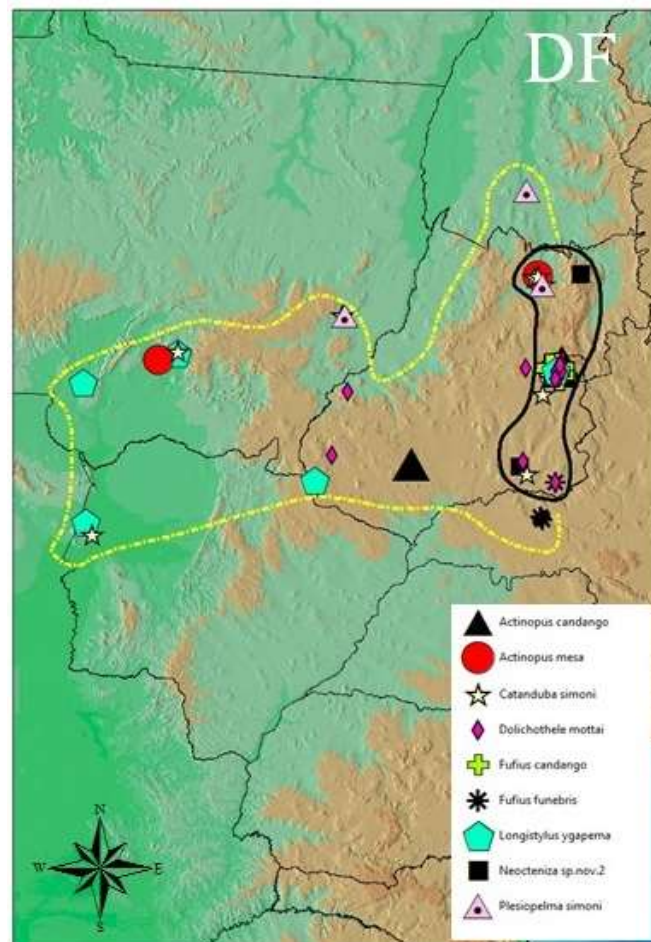 DF
Actinopus candango
Actinopus mesa
Catanduba simoni
Dolichothele mottai
Fufius candango
Fufius funebris
Longistylus ygapema
Neocteniza sp.nov.2
Plesiopelma simoni
N
W E
S